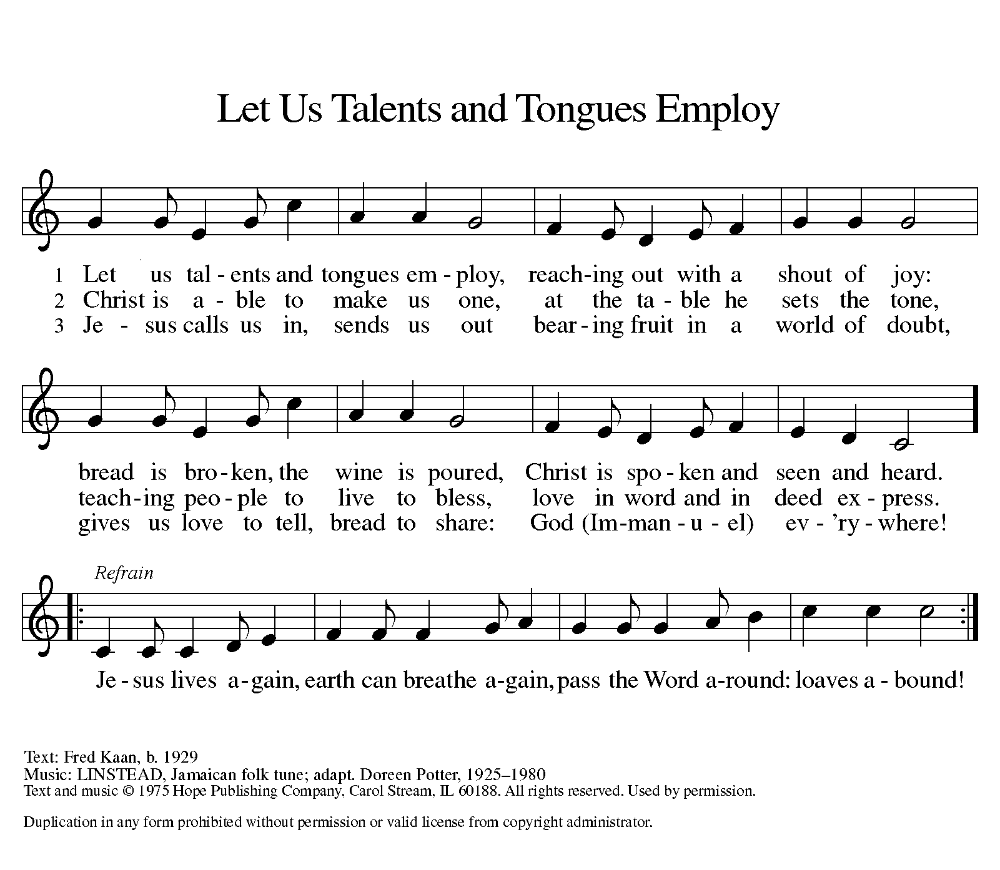 Let Us Talents and Tongues Employ
1 Let us tal - ents and tongues em - ploy, reach-ing out with a shout of joy:
2 Christ is a - ble to make us one, at the ta - ble he sets the tone,
3 Je - sus calls us in, sends us out bear - ing fruit in a world of doubt,
bread is bro - ken, the wine is poured, Christ is spo - ken and seen and heard.
teach-ing peo - ple to live to bless, love in word and in deed ex - press.
gives us love to tell, bread to share: God (Im-man - u - el) ev - ’ry - where!
Refrain
Je - sus lives a-gain, earth can breathe a-gain, pass the Word a-round: loaves a - bound!
Text: Fred Kaan, b. 1929
Music: LINSTEAD, Jamaican folk tune; adapt. Doreen Potter, 1925–1980
Text and music © 1975 Hope Publishing Company, Carol Stream, IL 60188. All rights reserved. Used by permission.
Duplication in any form prohibited without permission or valid license from copyright administrator.